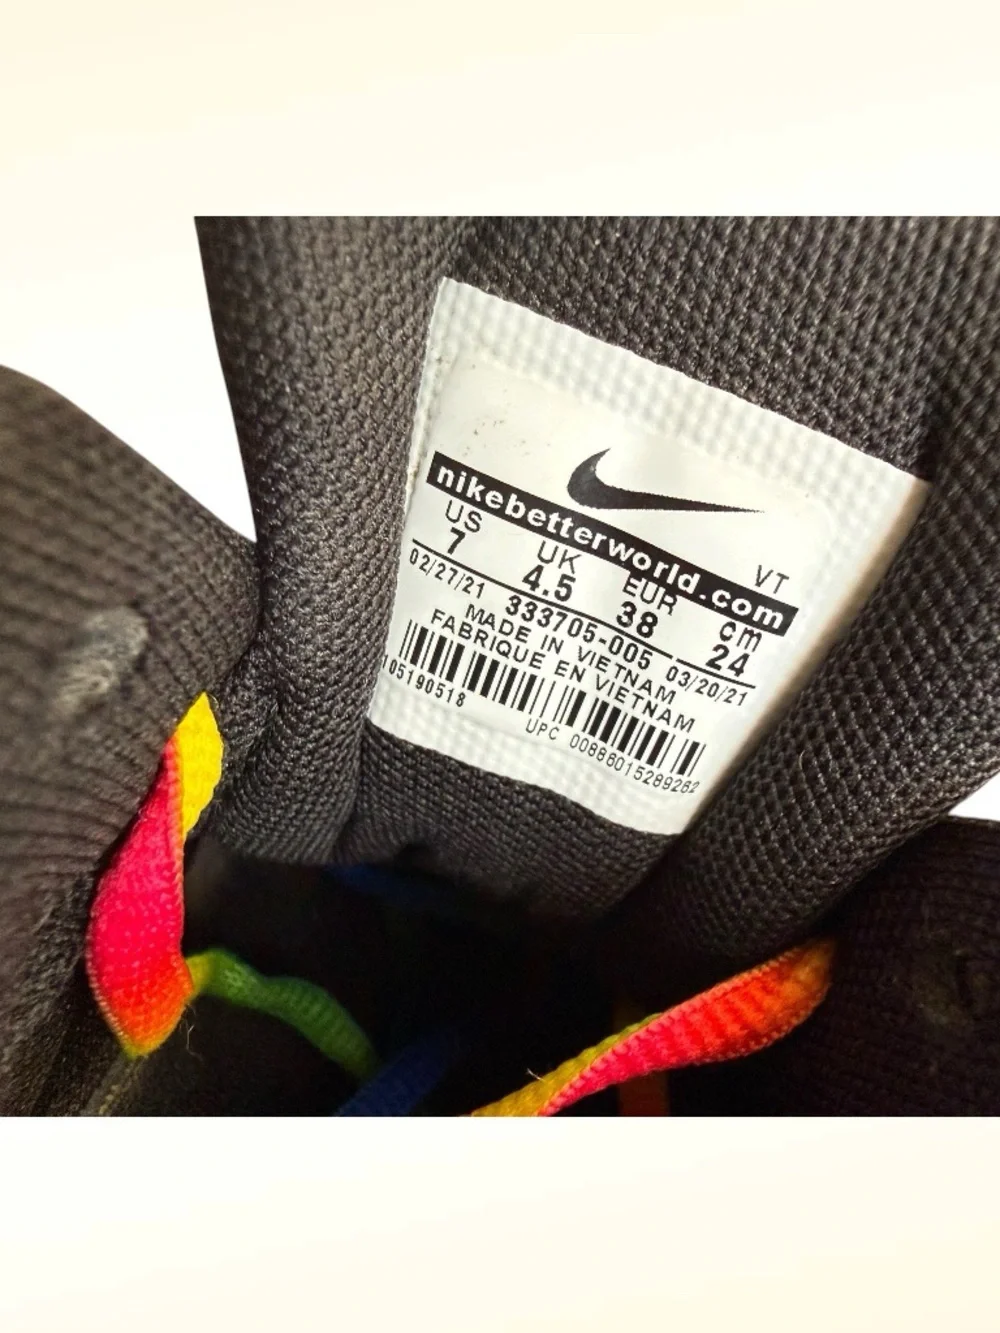 nikebetterworld.com
VT
US UK EUR cm
7 4.5 38 24
02/27/21 333705-005 03/20/21
MADE IN VIETNAM
FABRIQUE EN VIETNAM
105190518
UPC 00886015289262